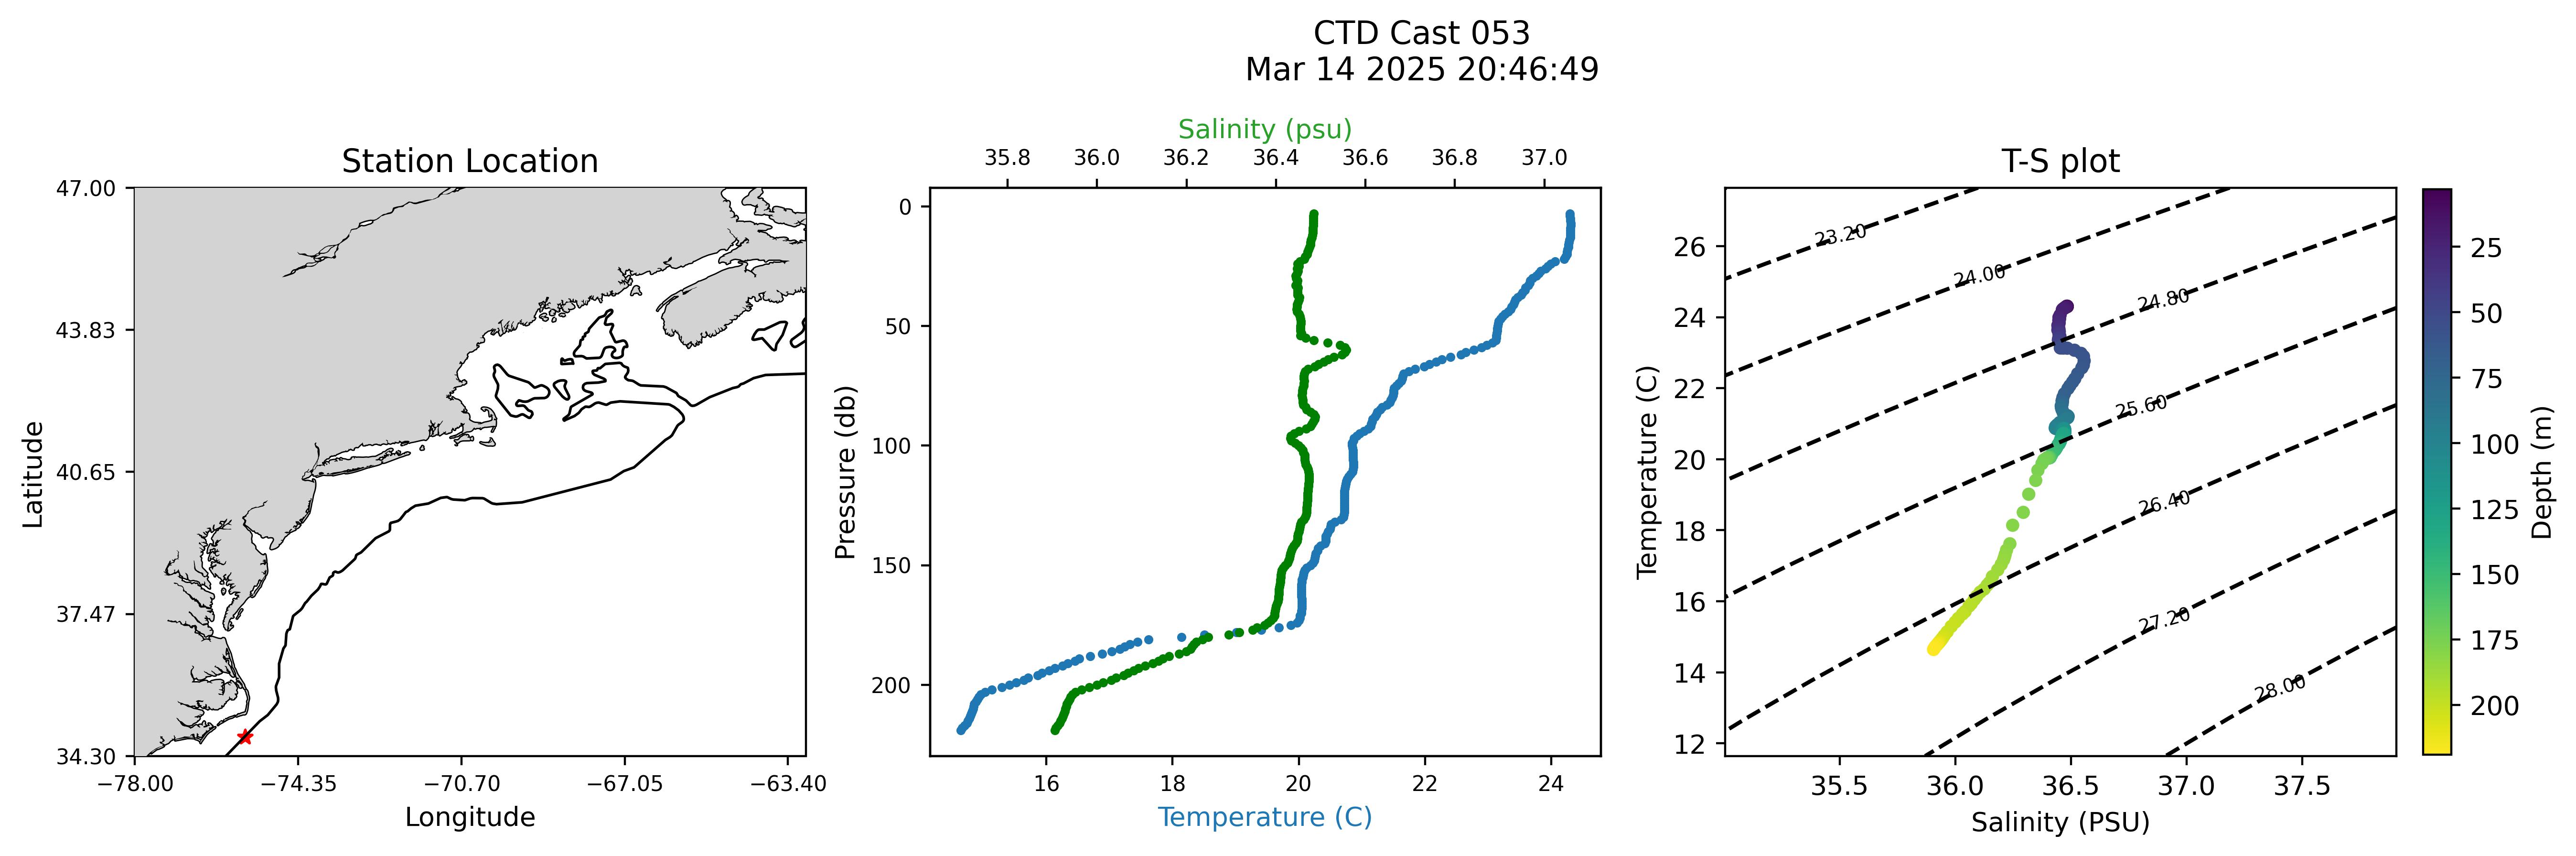 CTD Cast 053
Mar 14 2025 20:46:49
Station Location
47.00
43.83
40.65
37.47
34.30
Latitude
−78.00 −74.35 −70.70 −67.05 −63.40
Longitude
Salinity (psu)
35.8 36.0 36.2 36.4 36.6 36.8 37.0
0
50
100
150
200
Pressure (db)
16 18 20 22 24
Temperature (C)
T-S plot
26
24
22
20
18
16
14
12
Temperature (C)
23.20
24.00
24.80
25.60
26.40
27.20
28.00
35.5 36.0 36.5 37.0 37.5
Salinity (PSU)
25
50
75
100
125
150
175
200
Depth (m)